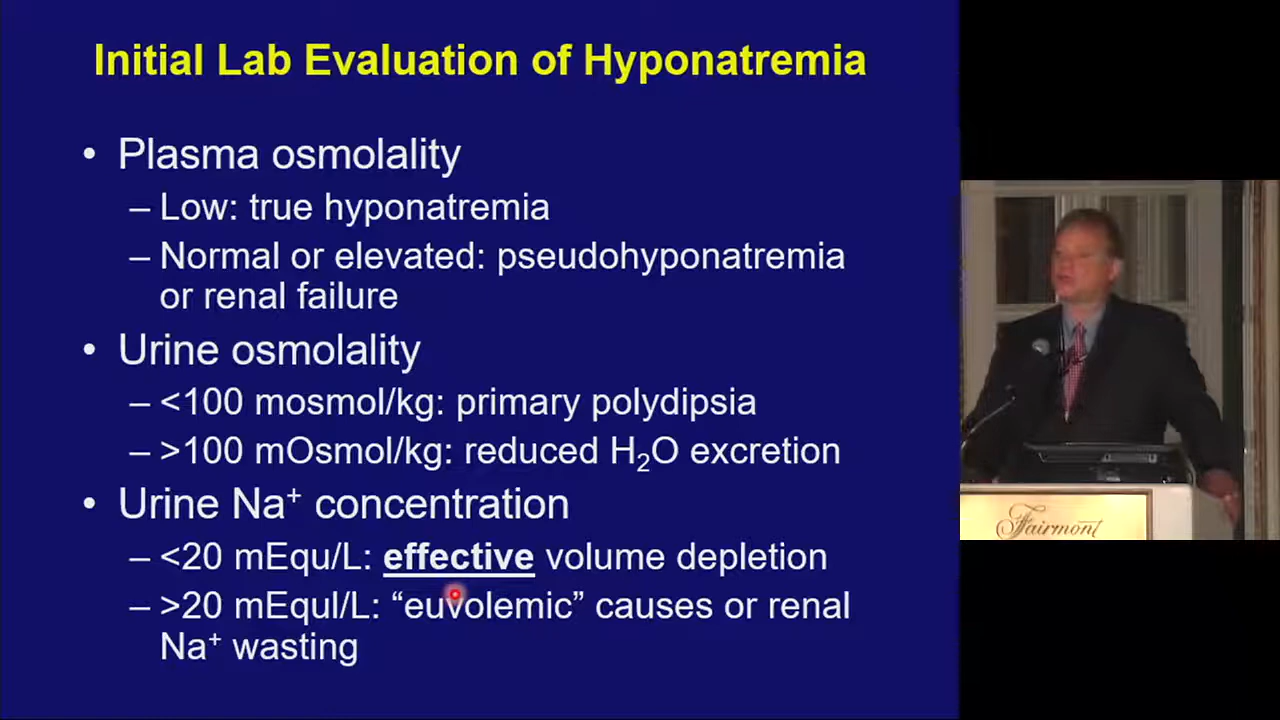 Initial Lab Evaluation of Hyponatremia
• Plasma osmolality
– Low: true hyponatremia
– Normal or elevated: pseudohyponatremia
or renal failure
• Urine osmolality
– <100 mosmol/kg: primary polydipsia
– >100 mOsmol/kg: reduced H₂O excretion
• Urine Na⁺ concentration
– <20 mEqu/L: effective volume depletion
– >20 mEqul/L: “euvolemic” causes or renal
Na⁺ wasting
Fairmont